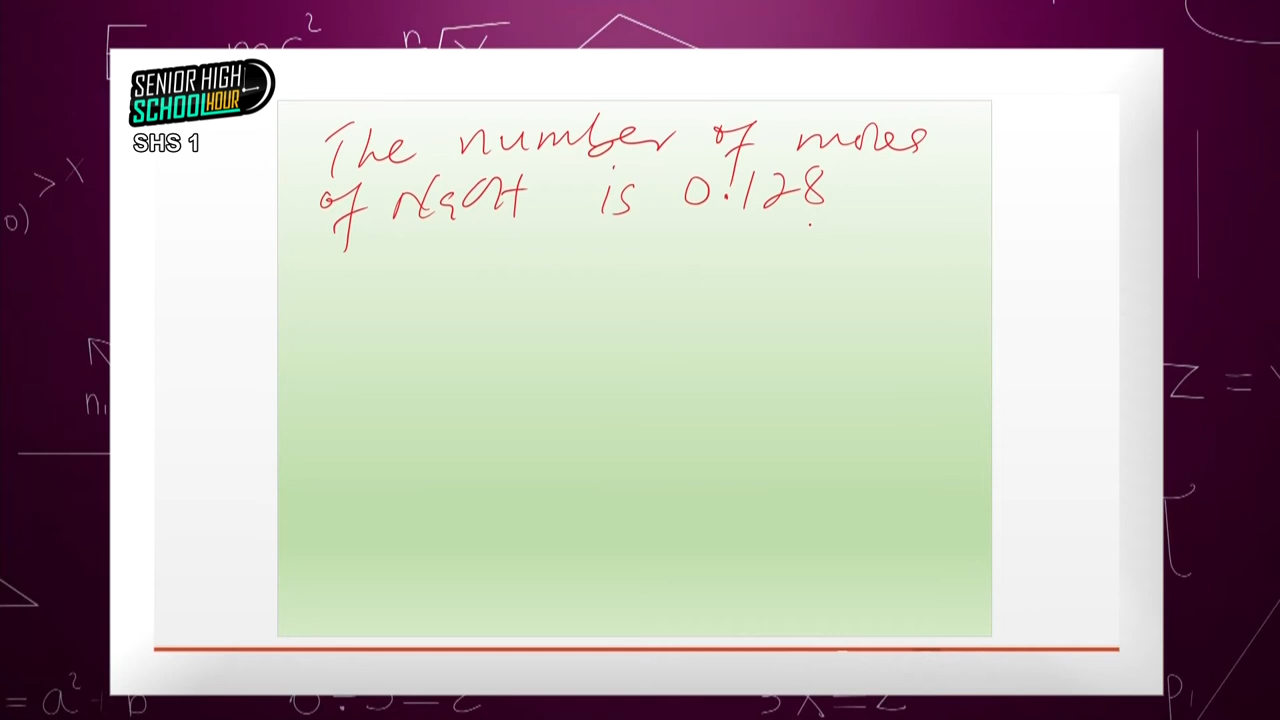 SENIOR HIGH
SCHOOL HOUR
SHS 1
The number of moles
of NaOH is 0.128